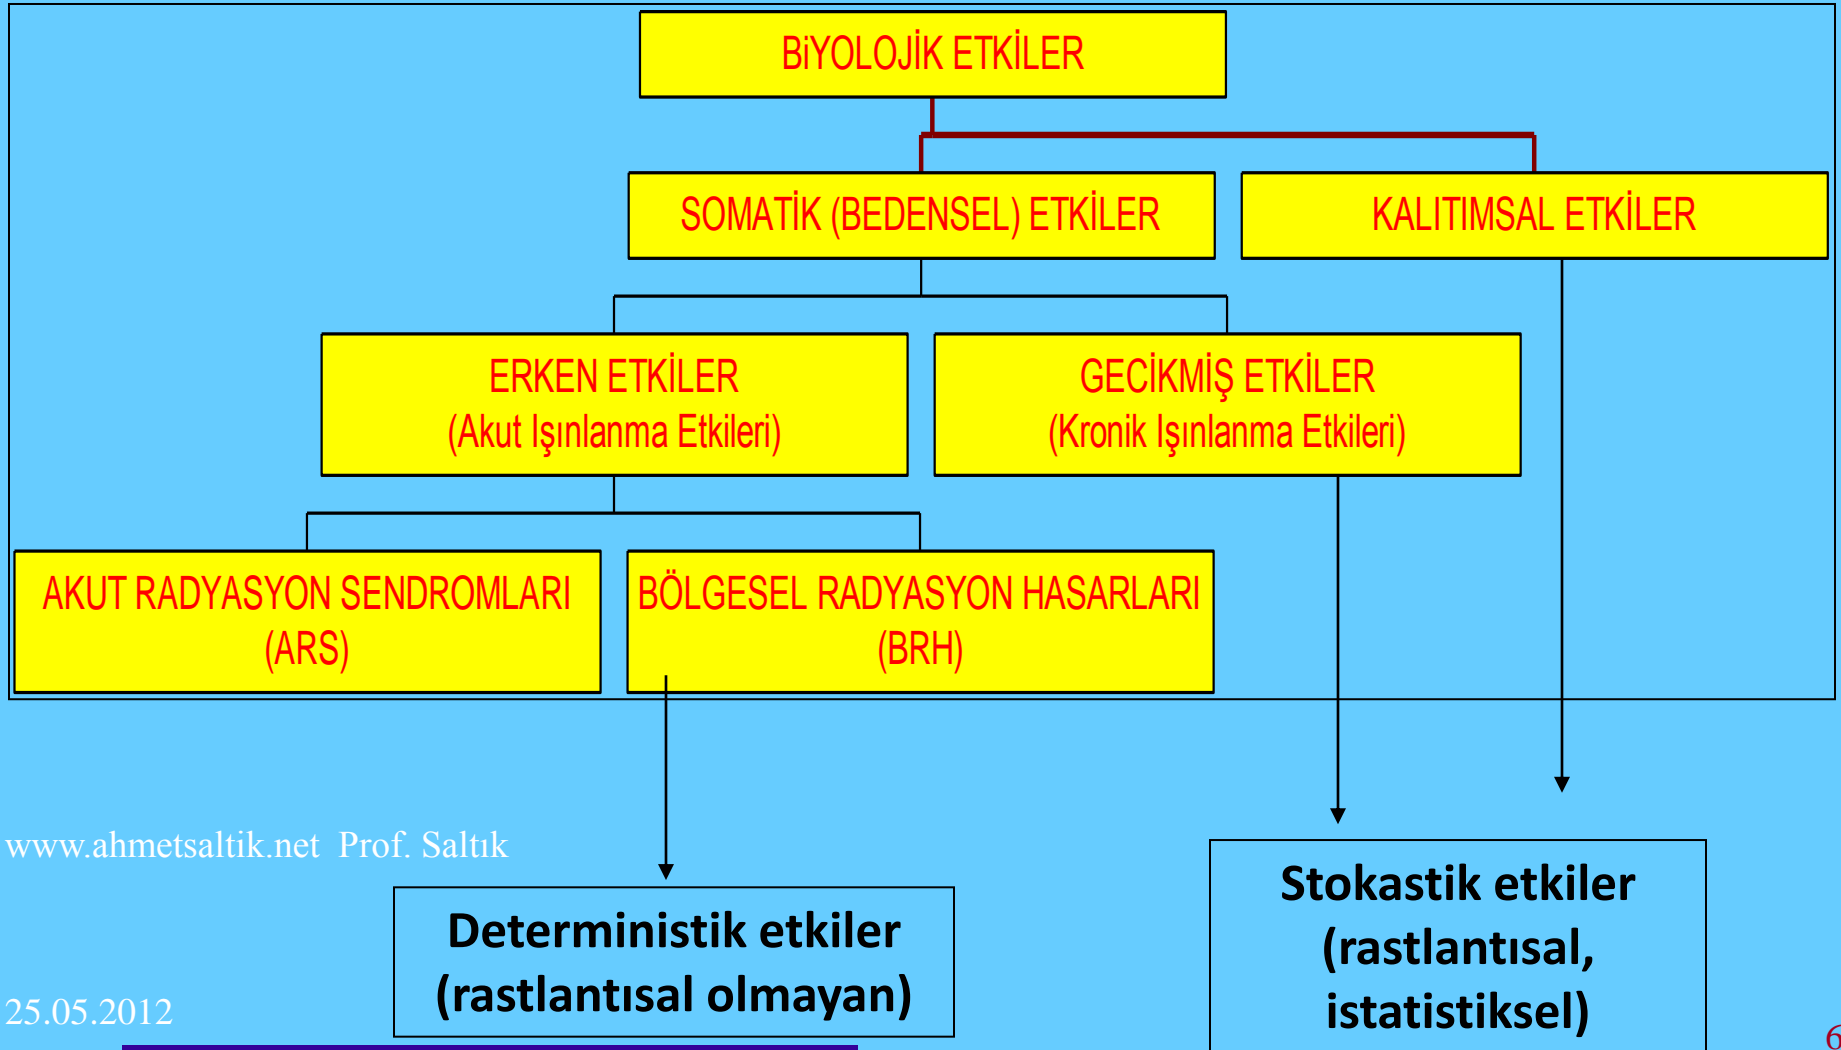 BiYOLOJİK ETKİLER
SOMATİK (BEDENSEL) ETKİLER
KALITIMSAL ETKİLER
ERKEN ETKİLER
(Akut Işınlanma Etkileri)
GECİKMİŞ ETKİLER
(Kronik Işınlanma Etkileri)
AKUT RADYASYON SENDROMLARI
(ARS)
BÖLGESEL RADYASYON HASARLARI
(BRH)
www.ahmetsaltik.net Prof. Saltık
Deterministik etkiler
(rastlantısal olmayan)
Stokastik etkiler
(rastlantısal,
istatistiksel)
25.05.2012
6